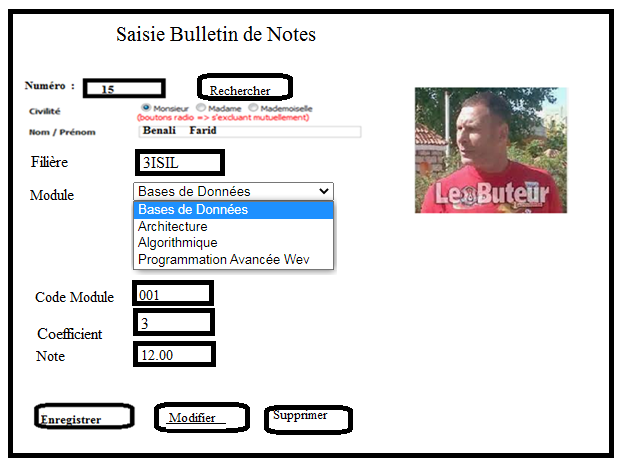 Saisie Bulletin de Notes
Numéro : 15 Rechercher
Civilité Monsieur Madame Mademoiselle
(boutons radio => s'excluant mutuellement)
Nom / Prénom Benali Farid
Filière 3ISIL
Module Bases de Données
Bases de Données
Architecture
Algorithmique
Programmation Avancée Wev
Code Module 001
Coefficient 3
Note 12.00
Le Buteur
Enregistrer Modifier Supprimer